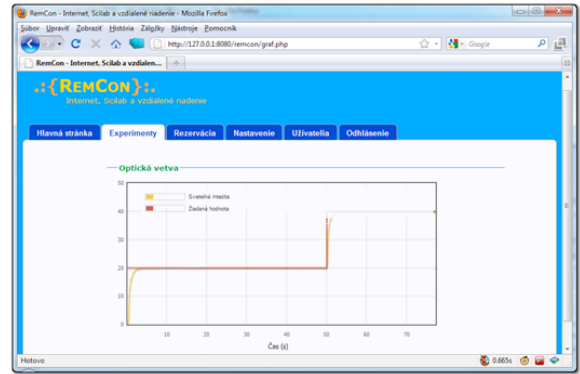 RemCon - Internet, Scilab a vzdialené riadenie - Mozilla Firefox
Súbor Upraviť Zobraziť História Záložky Nástroje Pomocník
http://127.0.0.1:8080/remcon/graf.php
Google
RemCon - Internet, Scilab a vzdialen...
.:{REMCON}:.
Internet, Scilab a vzdialené riadenie
Hlavná stránka Experimenty Rezervácia Nastavenie Užívatelia Odhlásenie
Optická vetva
50
Svetelná intezita
Žiadaná hodnota
40
30
20
10
0
10 20 30 40 50 60 70
Čas (s)
Hotovo 0.665s